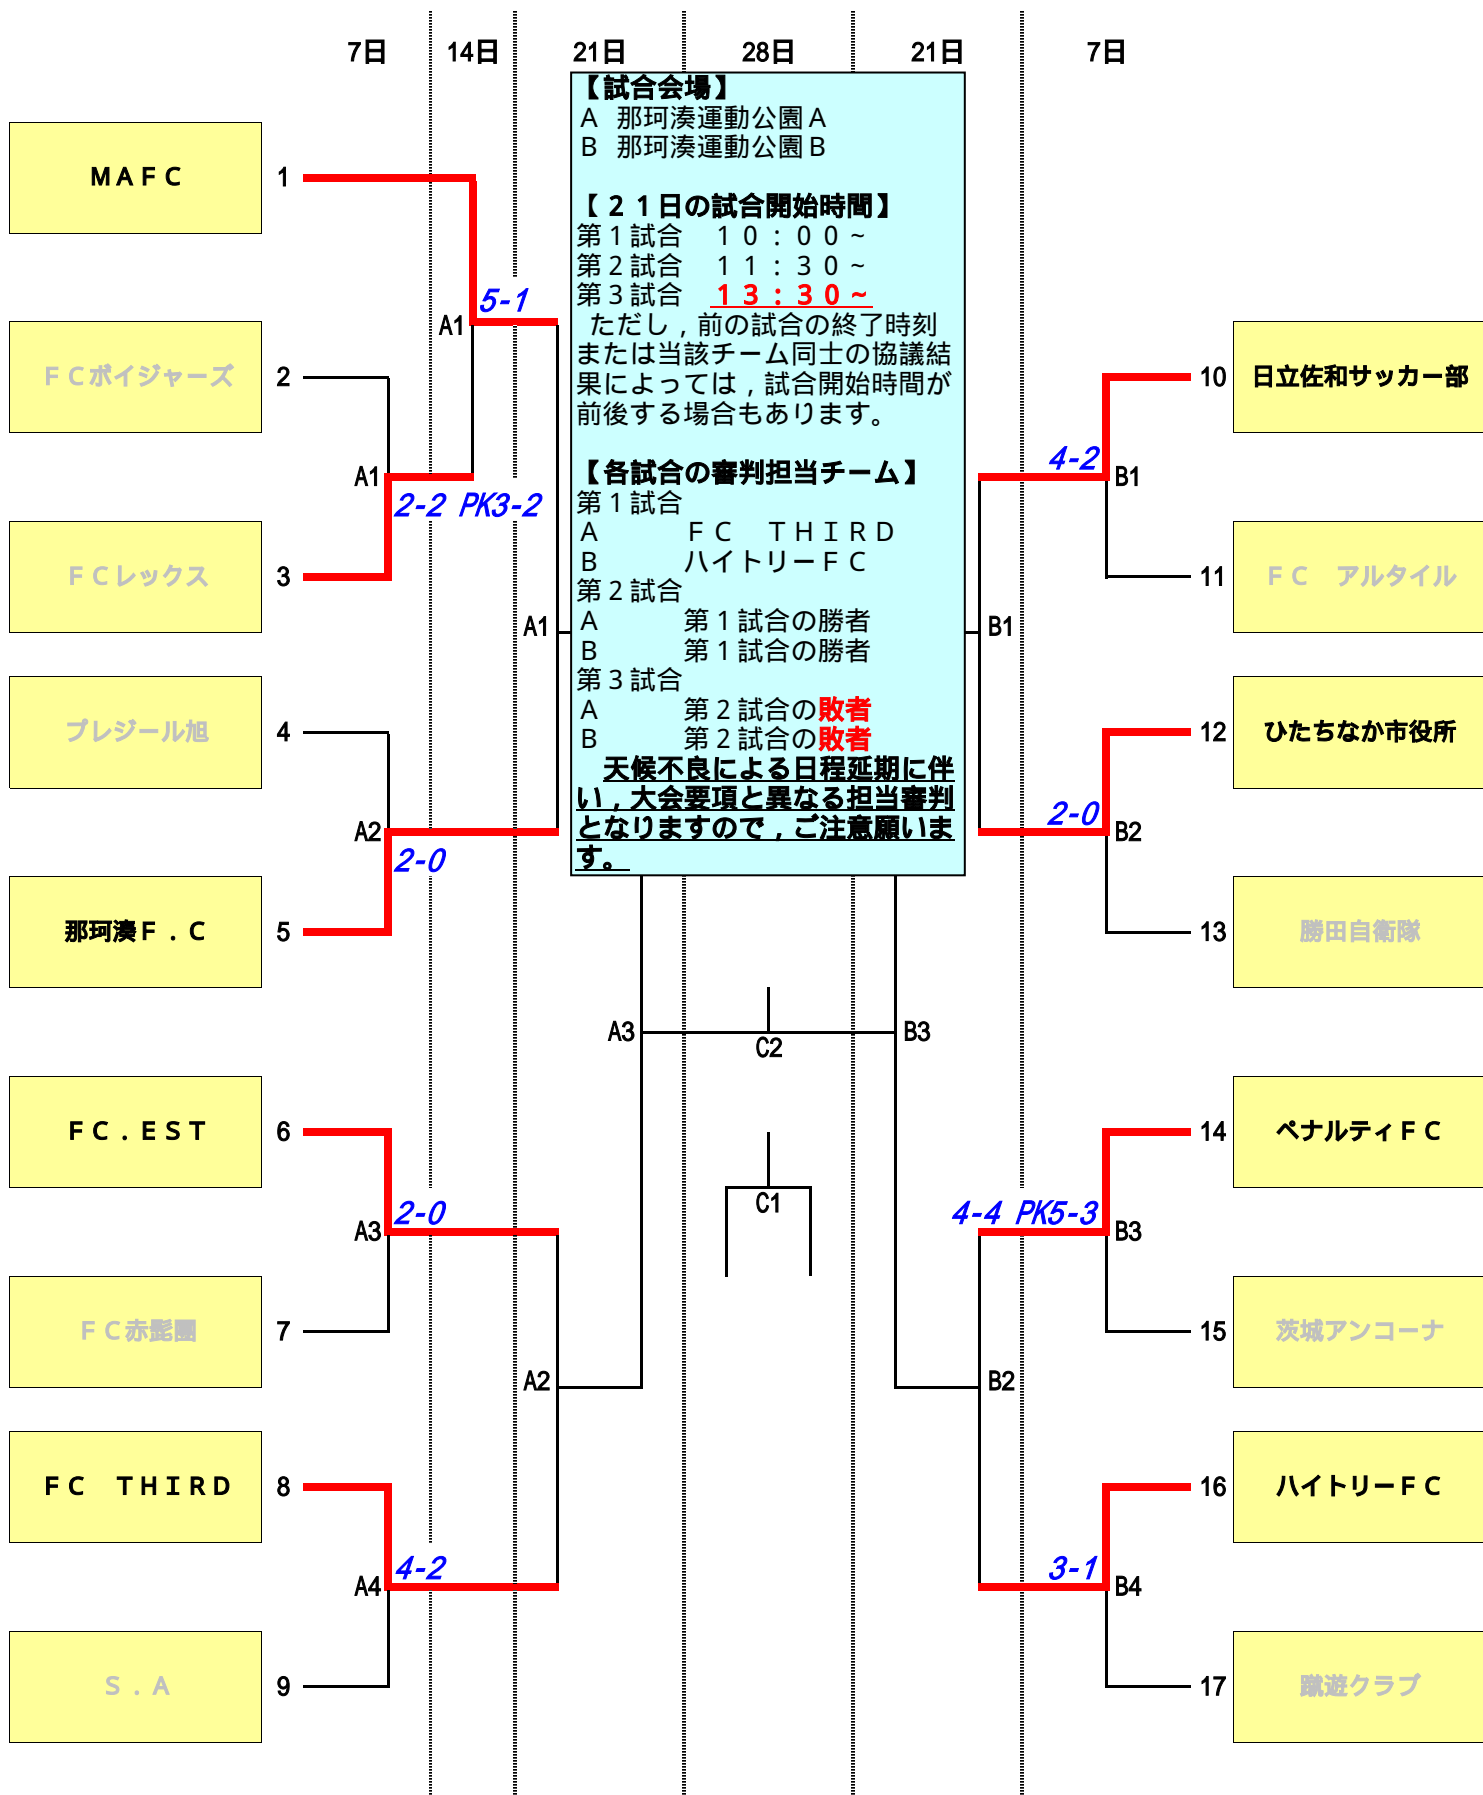 7日 14日 21日 28日 21日 7日
【試合会場】
A 那珂湊運動公園A
B 那珂湊運動公園B
【21日の試合開始時間】
第1試合 10:00~
第2試合 11:30~
第3試合 13:30~
ただし,前の試合の終了時刻
または当該チーム同士の協議結
果によっては,試合開始時間が
前後する場合もあります。
【各試合の審判担当チーム】
第1試合
A FC THIRD
B ハイトリーFC
第2試合
A 第1試合の勝者
B 第1試合の勝者
第3試合
A 第2試合の敗者
B 第2試合の敗者
天候不良による日程延期に伴
い,大会要項と異なる担当審判
となりますので,ご注意願いま
す。
MAFC 1
5-1
A1
FCボイジャーズ 2
A1
2-2 PK3-2
FCレックス 3
A1
プレジール旭 4
A2
2-0
那珂湊F.C 5
A3
C2
B3
FC.EST 6
2-0
A3
C1
FC赤髭團 7
A2
FC THIRD 8
4-2
A4
S.A 9
10 日立佐和サッカー部
4-2
B1
11 FC アルタイル
B1
12 ひたちなか市役所
2-0
B2
13 勝田自衛隊
14 ペナルティFC
4-4 PK5-3
B3
15 茨城アンコーナ
B2
16 ハイトリーFC
3-1
B4
17 蹴遊クラブ